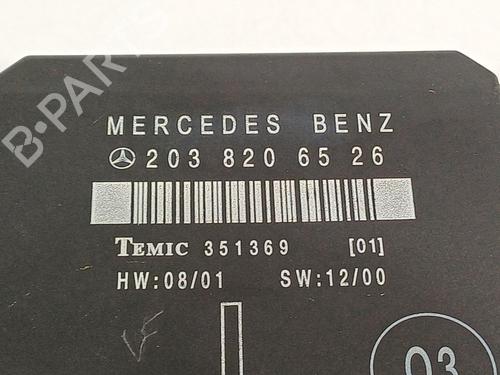 MERCEDES BENZ
203 820 65 26
TEMIC 351369 [01]
HW:08/01 SW:12/00
03
B-PARTS